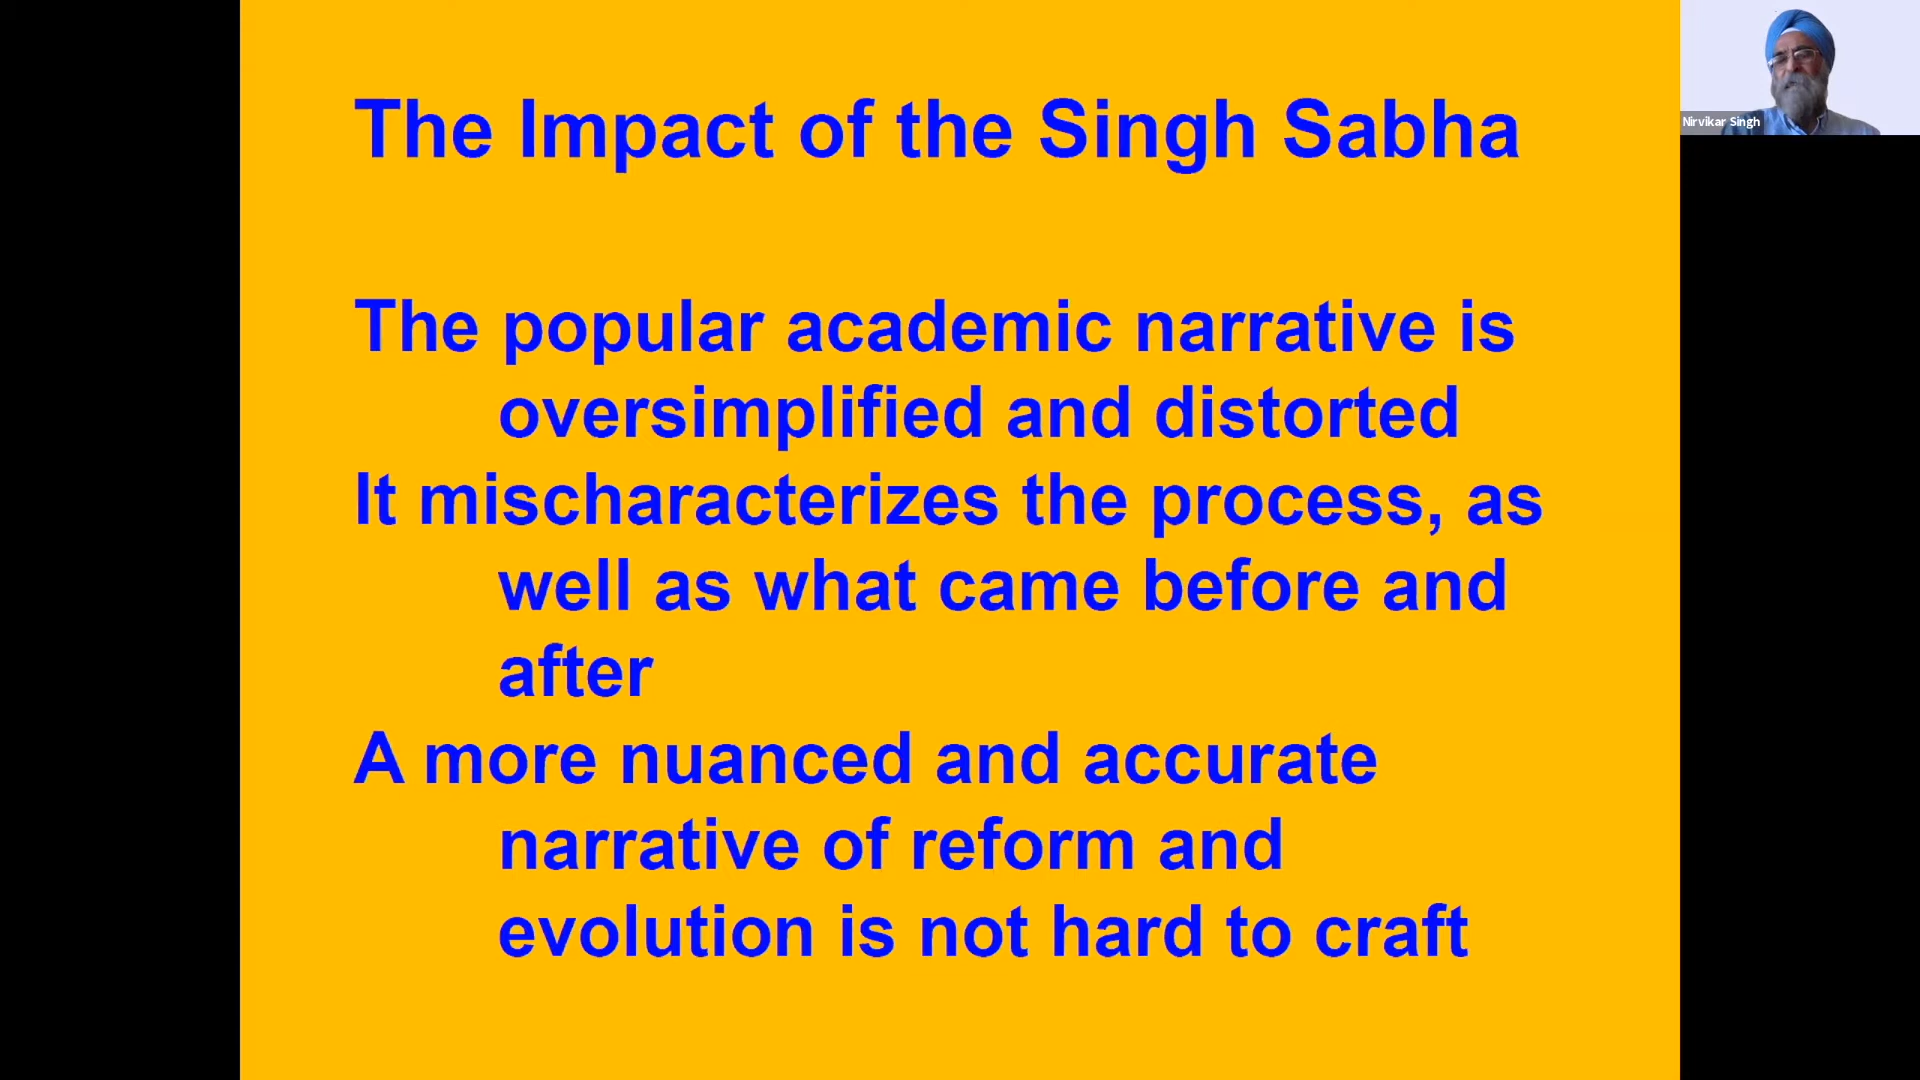 The Impact of the Singh Sabha
Nirvikar Singh
The popular academic narrative is
oversimplified and distorted
It mischaracterizes the process, as
well as what came before and
after
A more nuanced and accurate
narrative of reform and
evolution is not hard to craft